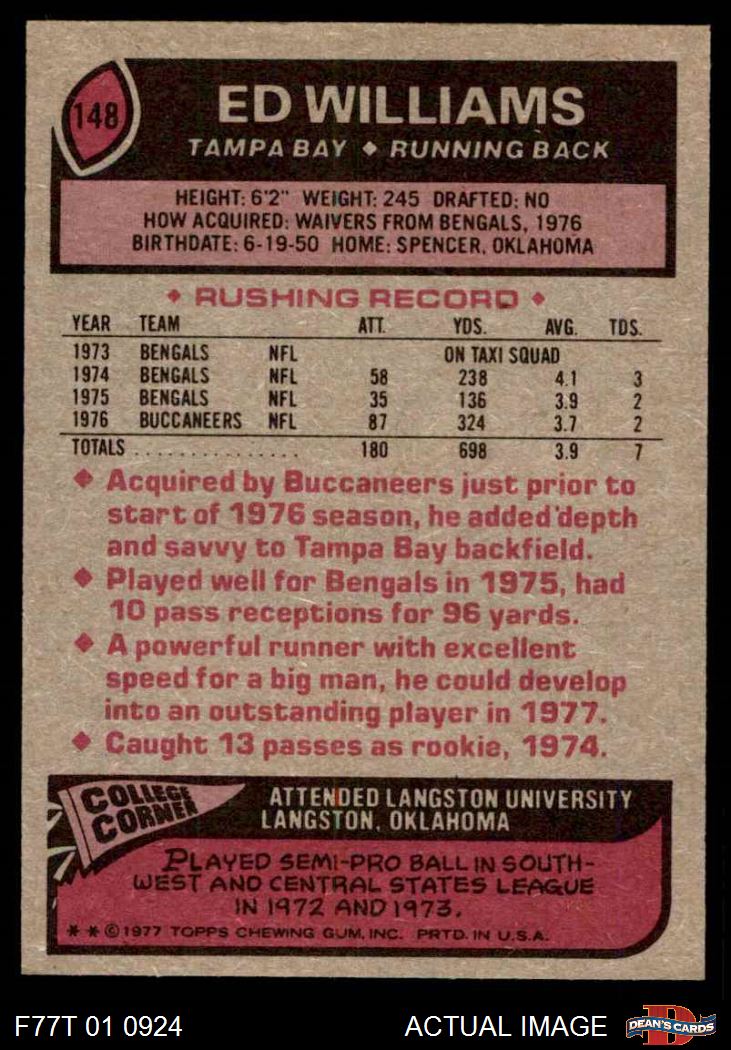 148
ED WILLIAMS
TAMPA BAY ◆ RUNNING BACK
HEIGHT: 6'2" WEIGHT: 245 DRAFTED: NO
HOW ACQUIRED: WAIVERS FROM BENGALS, 1976
BIRTHDATE: 6-19-50 HOME: SPENCER, OKLAHOMA
◆ RUSHING RECORD ◆
YEAR TEAM ATT. YDS. AVG. TDS.
1973 BENGALS NFL ON TAXI SQUAD
1974 BENGALS NFL 58 238 4.1 3
1975 BENGALS NFL 35 136 3.9 2
1976 BUCCANEERS NFL 87 324 3.7 2
TOTALS . . . . . . . . . . . . . . . 180 698 3.9 7
◆ Acquired by Buccaneers just prior to
start of 1976 season, he added depth
and savvy to Tampa Bay backfield.
◆ Played well for Bengals in 1975, had
10 pass receptions for 96 yards.
◆ A powerful runner with excellent
speed for a big man, he could develop
into an outstanding player in 1977.
◆ Caught 13 passes as rookie, 1974.
COLLEGE
CORNER
ATTENDED LANGSTON UNIVERSITY
LANGSTON, OKLAHOMA
PLAYED SEMI-PRO BALL IN SOUTH-
WEST AND CENTRAL STATES LEAGUE
IN 1972 AND 1973.
* * © 1977 TOPPS CHEWING GUM, INC. PRTD. IN U.S.A.
F77T 01 0924 ACTUAL IMAGE
D
DEAN'S CARDS